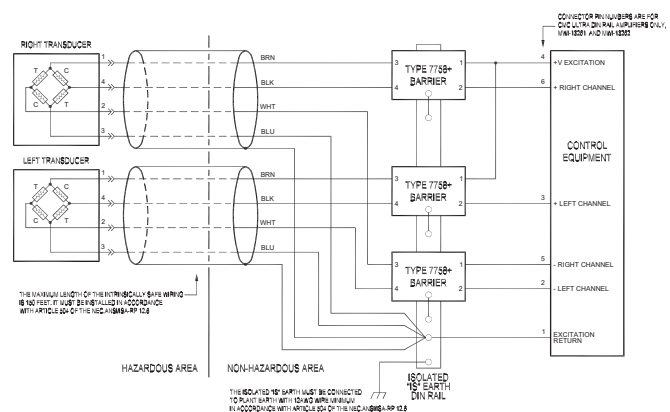 CONNECTOR PIN NUMBERS ARE FOR
CMC ULTRA DIN RAIL AMPLIFIERS ONLY,
MWI-13261 AND MWI-13262
RIGHT TRANSDUCER
1
4
2
3
T
C
C
T
BRN
BLK
WHT
BLU
3
4
TYPE 7758+
BARRIER
1
2
4
+V EXCITATION
6
+ RIGHT CHANNEL
CONTROL
EQUIPMENT
LEFT TRANSDUCER
1
4
2
3
T
C
C
T
BRN
BLK
WHT
BLU
3
4
TYPE 7758+
BARRIER
1
2
3
+ LEFT CHANNEL
3
4
TYPE 7758+
BARRIER
1
2
5
- RIGHT CHANNEL
2
- LEFT CHANNEL
THE MAXIMUM LENGTH OF THE INTRINSICALLY SAFE WIRING
IS 150 FEET. IT MUST BE INSTALLED IN ACCORDANCE
WITH ARTICLE 504 OF THE NEC.ANSI/ISA-RP 12.6
1
EXCITATION
RETURN
HAZARDOUS AREA
NON-HAZARDOUS AREA
ISOLATED
"IS" EARTH
DIN RAIL
THE ISOLATED "IS" EARTH MUST BE CONNECTED
TO PLANT EARTH WITH 12AWG WIRE MINIMUM
IN ACCORDANCE WITH ARTICLE 504 OF THE NEC.ANSI/ISA-RP 12.6